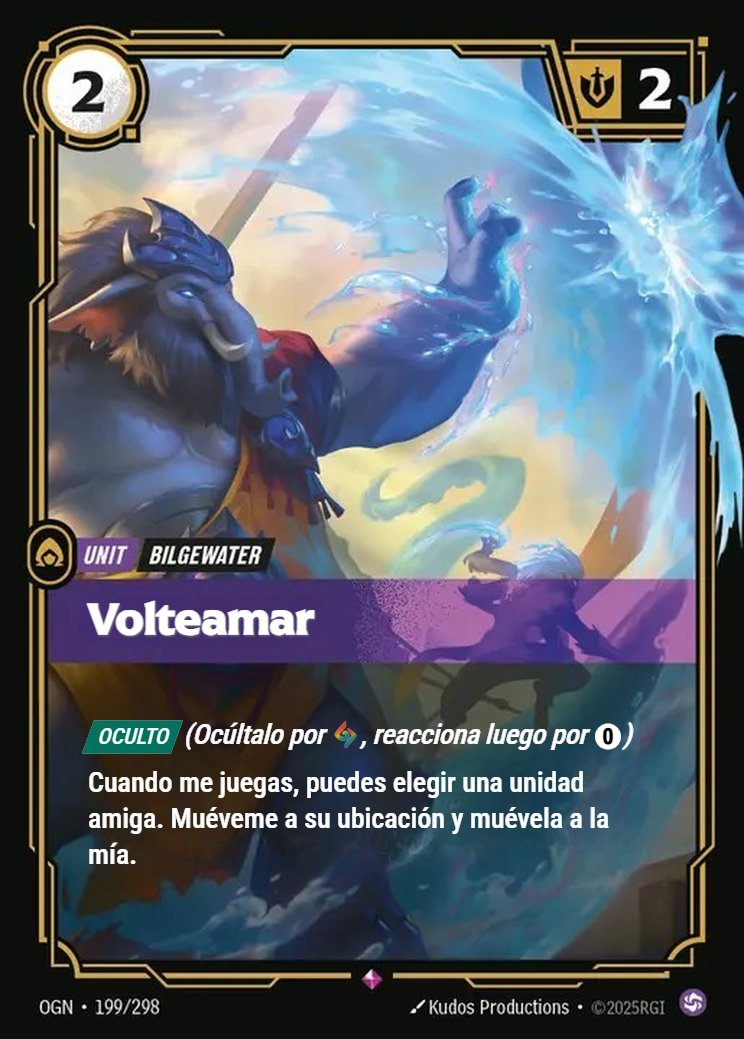 2
2
UNIT BILGEWATER
Volteamar
OCULTO (Ocúltalo por , reacciona luego por 0)
Cuando me juegas, puedes elegir una unidad
amiga. Muéveme a su ubicación y muévela a la
mía.
OGN • 199/298
Kudos Productions • ©2025RGI